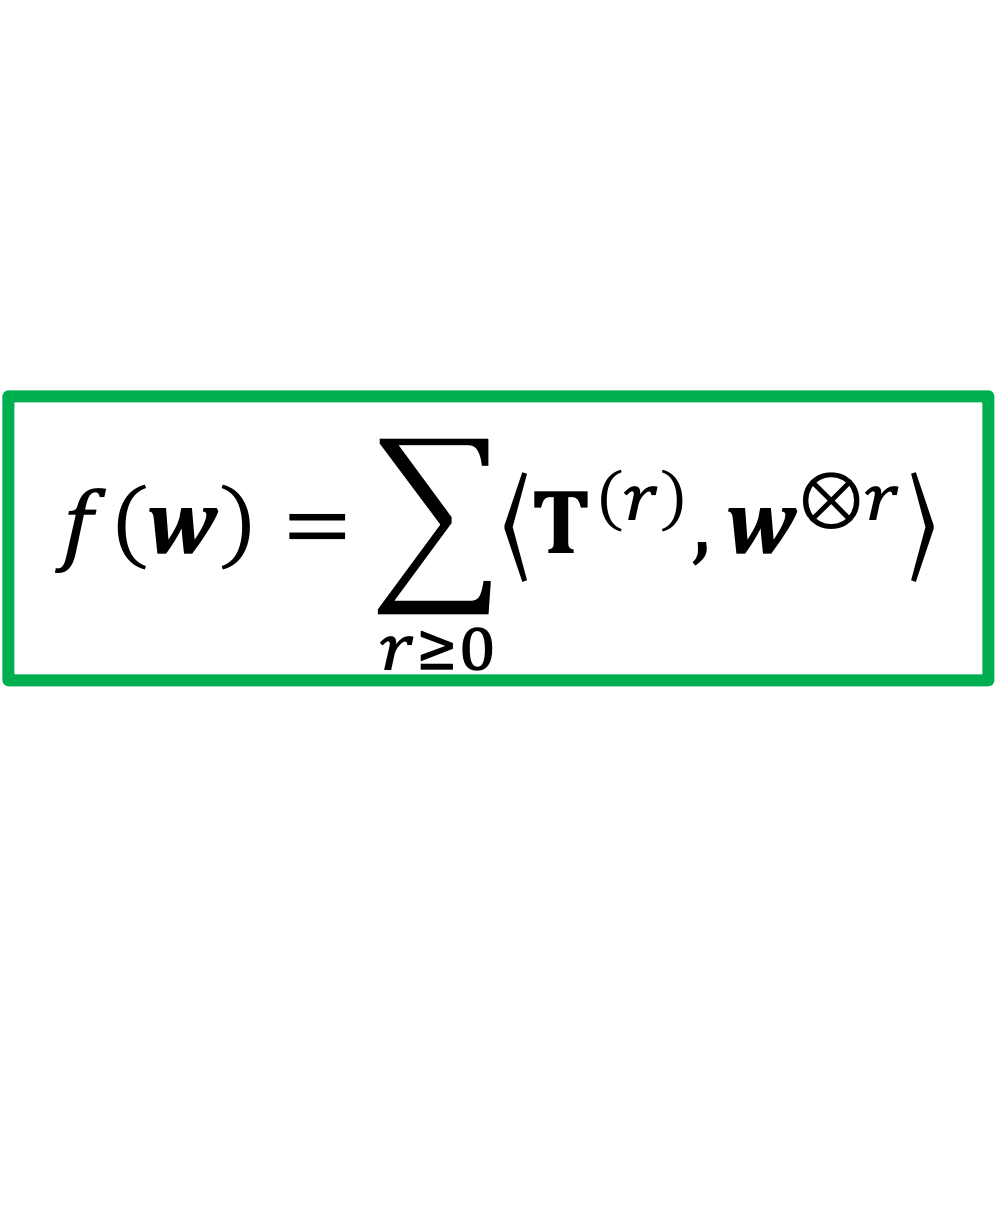 f(w) = ∑_{r≥0} ⟨T^{(r)}, w^{⊗r}⟩